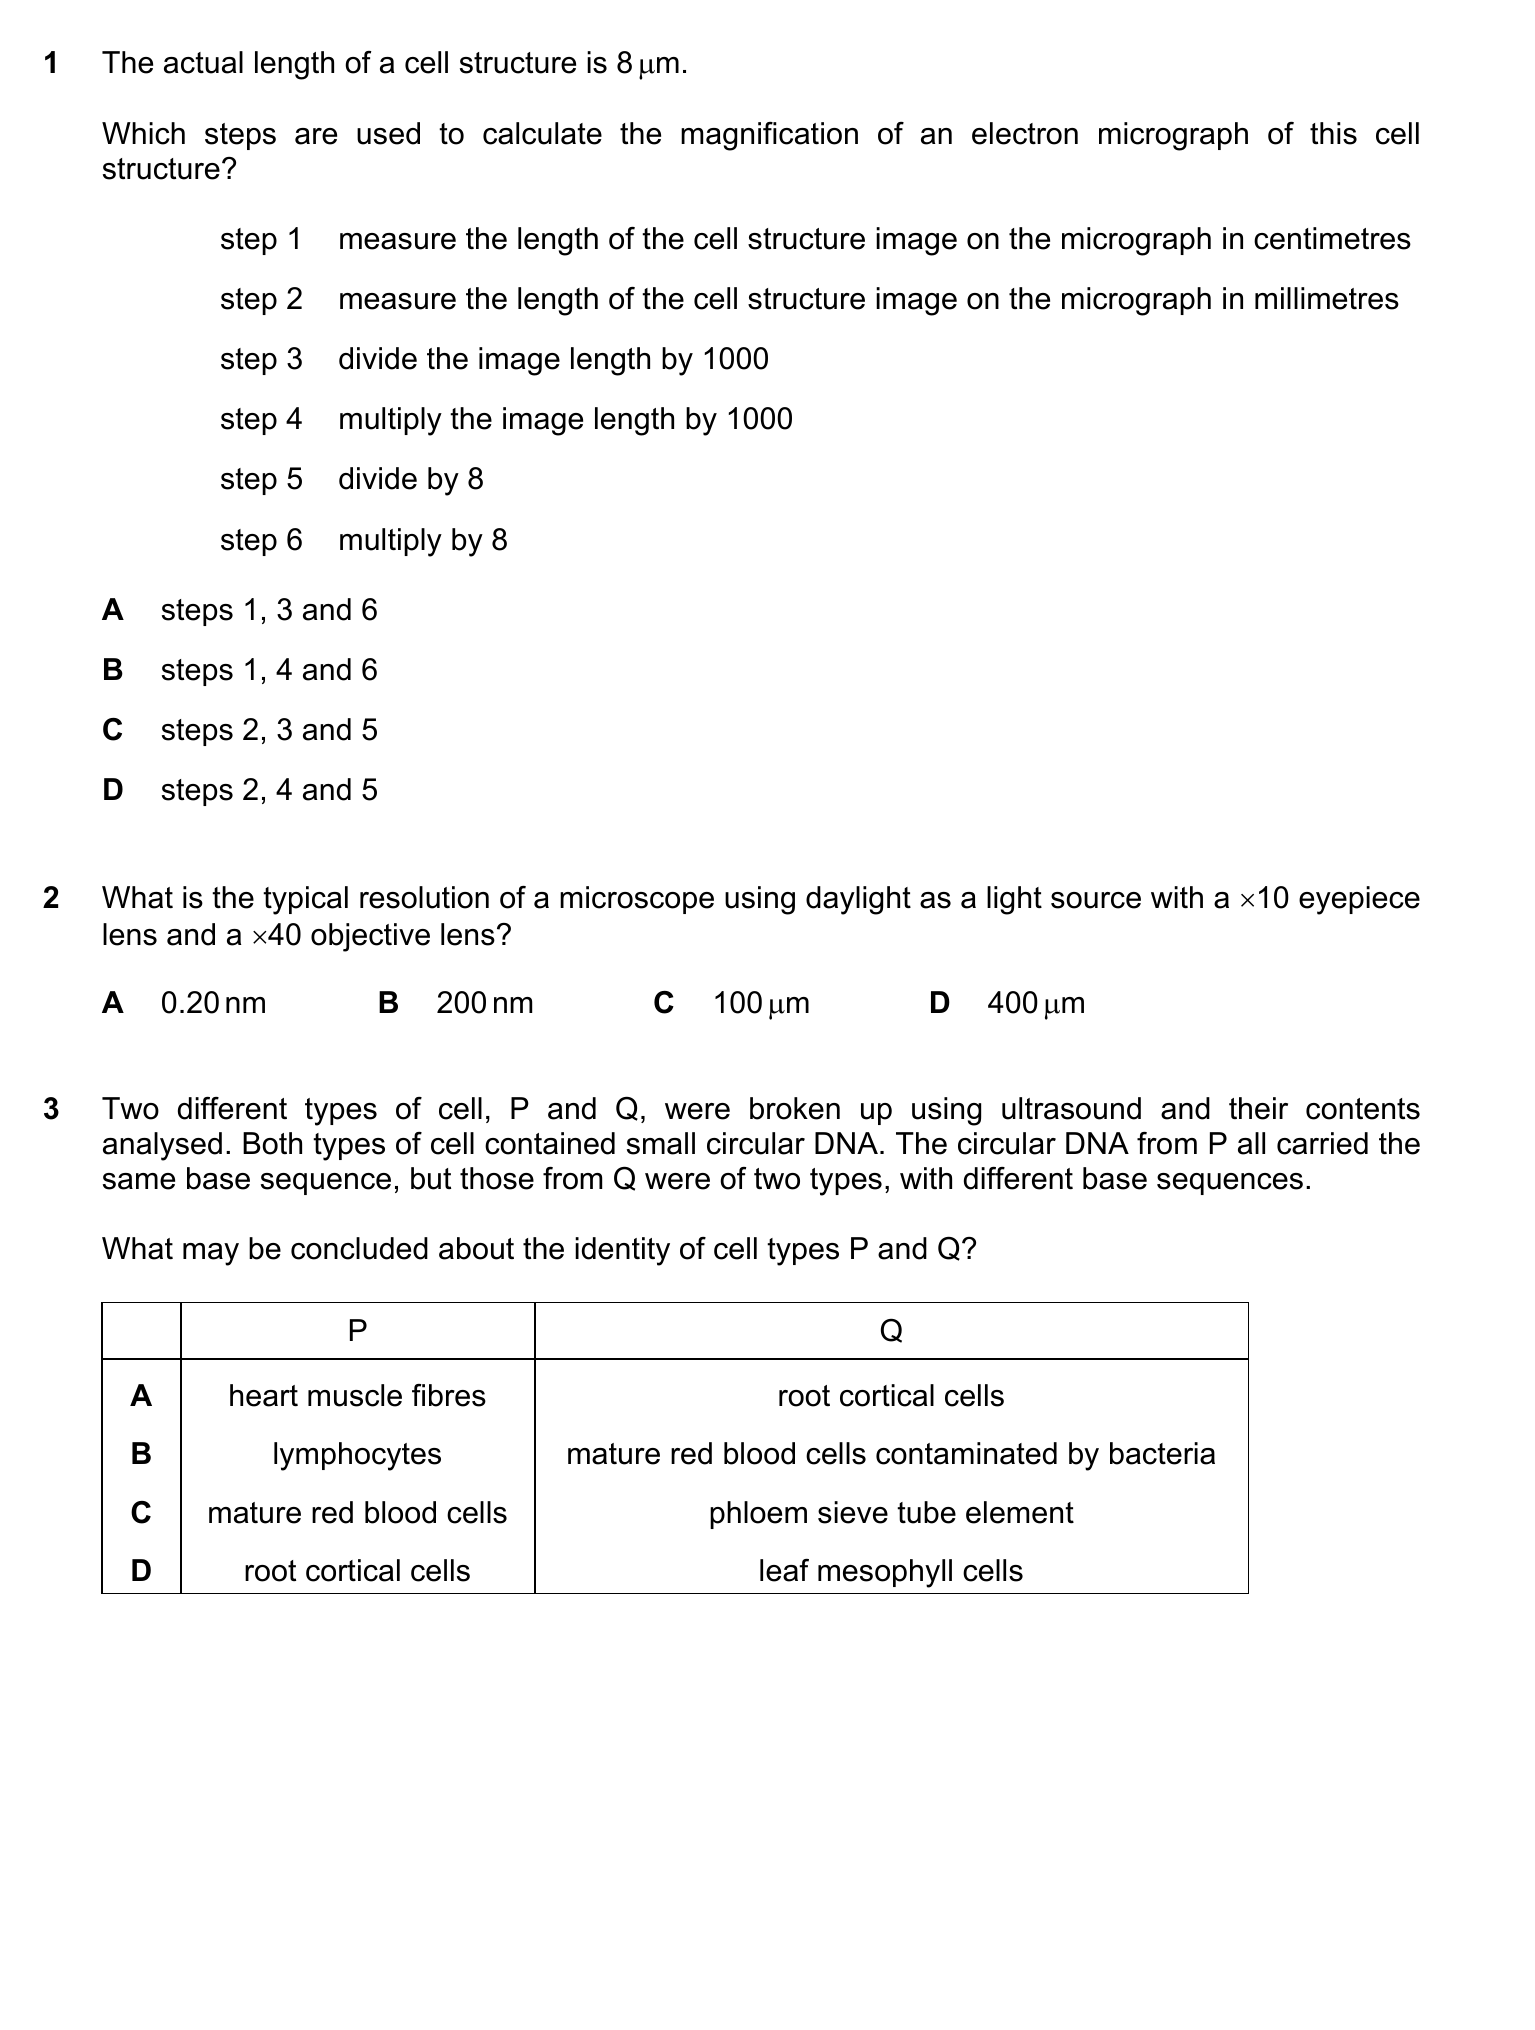 1 The actual length of a cell structure is 8 µm.
Which steps are used to calculate the magnification of an electron micrograph of this cell
structure?
step 1 measure the length of the cell structure image on the micrograph in centimetres
step 2 measure the length of the cell structure image on the micrograph in millimetres
step 3 divide the image length by 1000
step 4 multiply the image length by 1000
step 5 divide by 8
step 6 multiply by 8
A steps 1, 3 and 6
B steps 1, 4 and 6
C steps 2, 3 and 5
D steps 2, 4 and 5
2 What is the typical resolution of a microscope using daylight as a light source with a ×10 eyepiece
lens and a ×40 objective lens?
A 0.20 nm B 200 nm C 100 µm D 400 µm
3 Two different types of cell, P and Q, were broken up using ultrasound and their contents
analysed. Both types of cell contained small circular DNA. The circular DNA from P all carried the
same base sequence, but those from Q were of two types, with different base sequences.
What may be concluded about the identity of cell types P and Q?
P Q
A heart muscle fibres root cortical cells
B lymphocytes mature red blood cells contaminated by bacteria
C mature red blood cells phloem sieve tube element
D root cortical cells leaf mesophyll cells